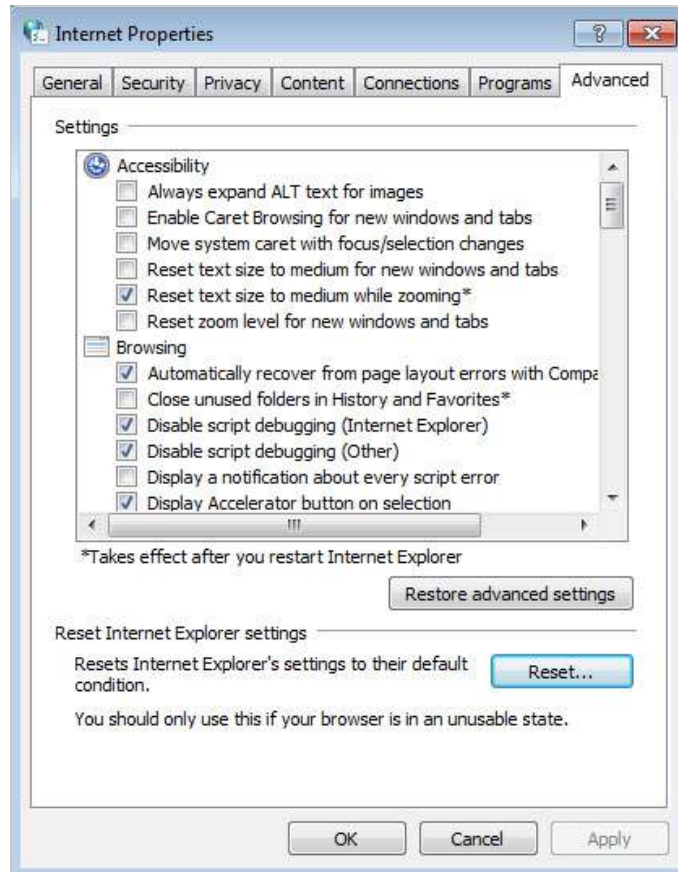 Internet Properties
General Security Privacy Content Connections Programs Advanced
Settings
Accessibility
Always expand ALT text for images
Enable Caret Browsing for new windows and tabs
Move system caret with focus/selection changes
Reset text size to medium for new windows and tabs
Reset text size to medium while zooming*
Reset zoom level for new windows and tabs
Browsing
Automatically recover from page layout errors with Compa
Close unused folders in History and Favorites*
Disable script debugging (Internet Explorer)
Disable script debugging (Other)
Display a notification about every script error
Display Accelerator button on selection
*Takes effect after you restart Internet Explorer
Restore advanced settings
Reset Internet Explorer settings
Resets Internet Explorer's settings to their default
condition.
Reset...
You should only use this if your browser is in an unusable state.
OK Cancel Apply